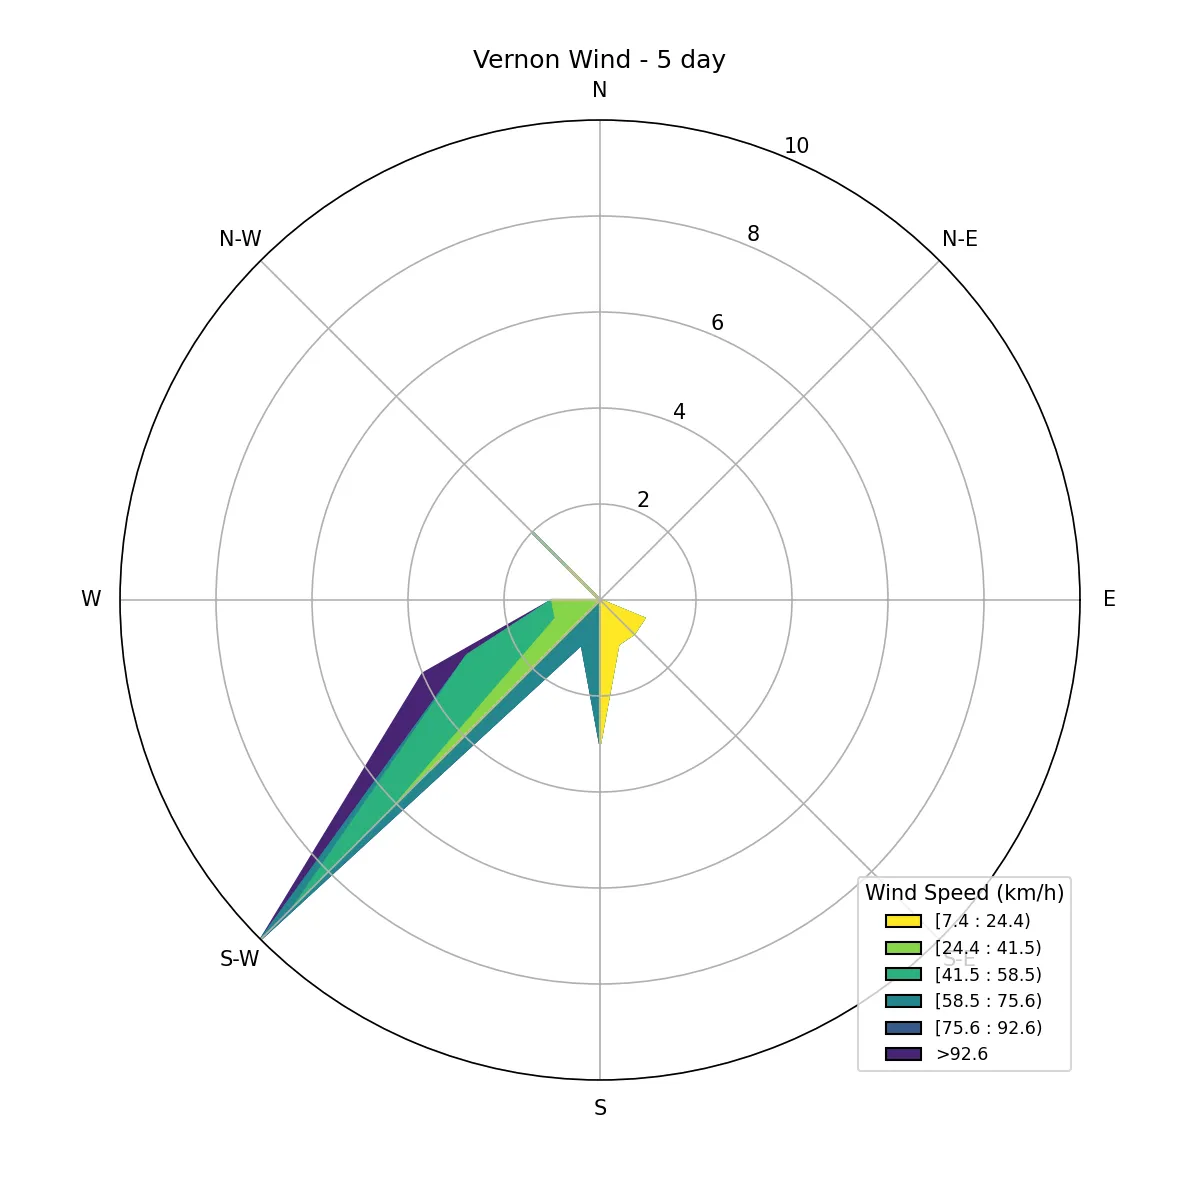 Vernon Wind - 5 day
N
10
N-W
N-E
8
6
4
2
W
E
S-W
S-E
S
Wind Speed (km/h)
[7.4 : 24.4)
[24.4 : 41.5)
[41.5 : 58.5)
[58.5 : 75.6)
[75.6 : 92.6)
>92.6